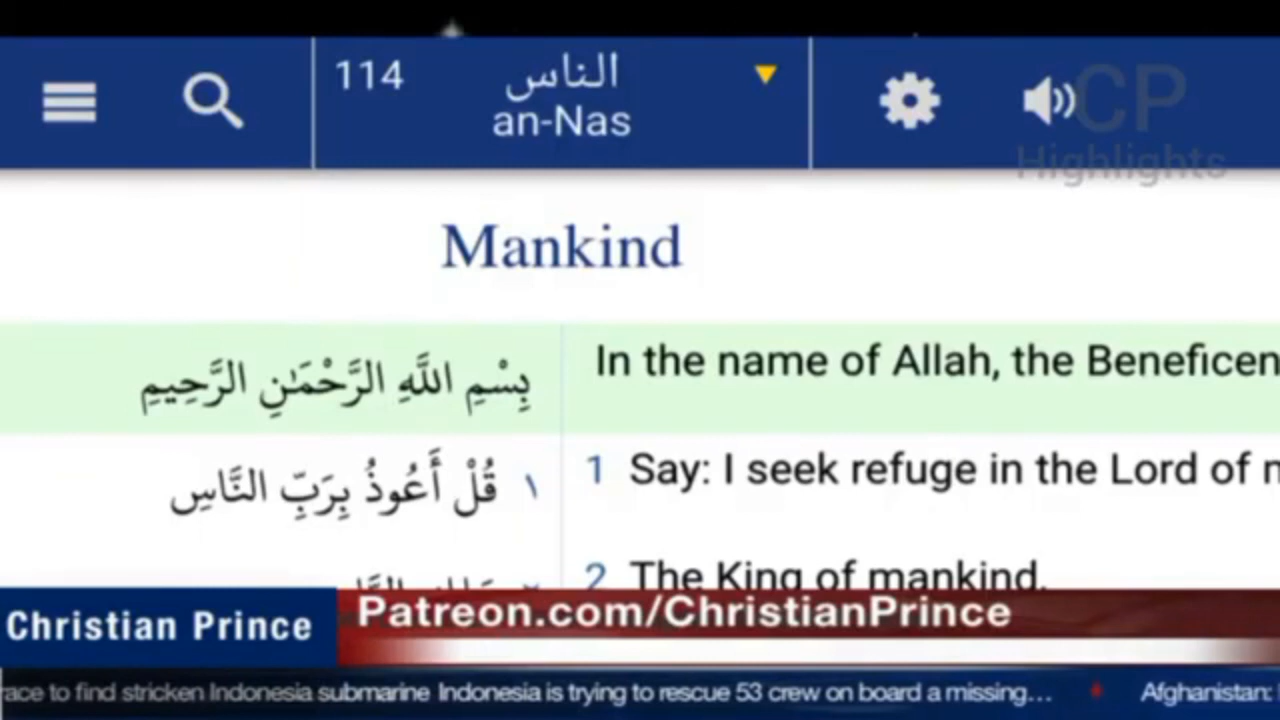 114
الناس
an-Nas
CP
Highlights
Mankind
بِسْمِ اللَّهِ الرَّحْمَٰنِ الرَّحِيمِ
In the name of Allah, the Beneficen
١ قُلْ أَعُوذُ بِرَبِّ النَّاسِ
1 Say: I seek refuge in the Lord of m
2 The King of mankind.
Christian Prince
Patreon.com/ChristianPrince
race to find stricken Indonesia submarine Indonesia is trying to rescue 53 crew on board a missing... Afghanistan: